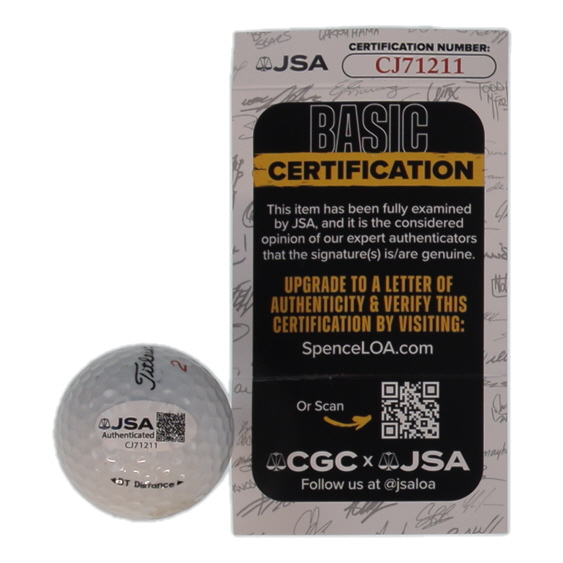 BEARS
LARRY HAMA
JSA
CERTIFICATION NUMBER:
CJ71211
BASIC
CERTIFICATION
This item has been fully examined
by JSA, and it is the considered
opinion of our expert authenticators
that the signature(s) is/are genuine.
UPGRADE TO A LETTER OF
AUTHENTICITY & VERIFY THIS
CERTIFICATION BY VISITING:
SpenceLOA.com
Or Scan
CGC x JSA
Follow us at @jsaloa
Titleist
2
JSA
Authenticated
CJ71211
DT Distance